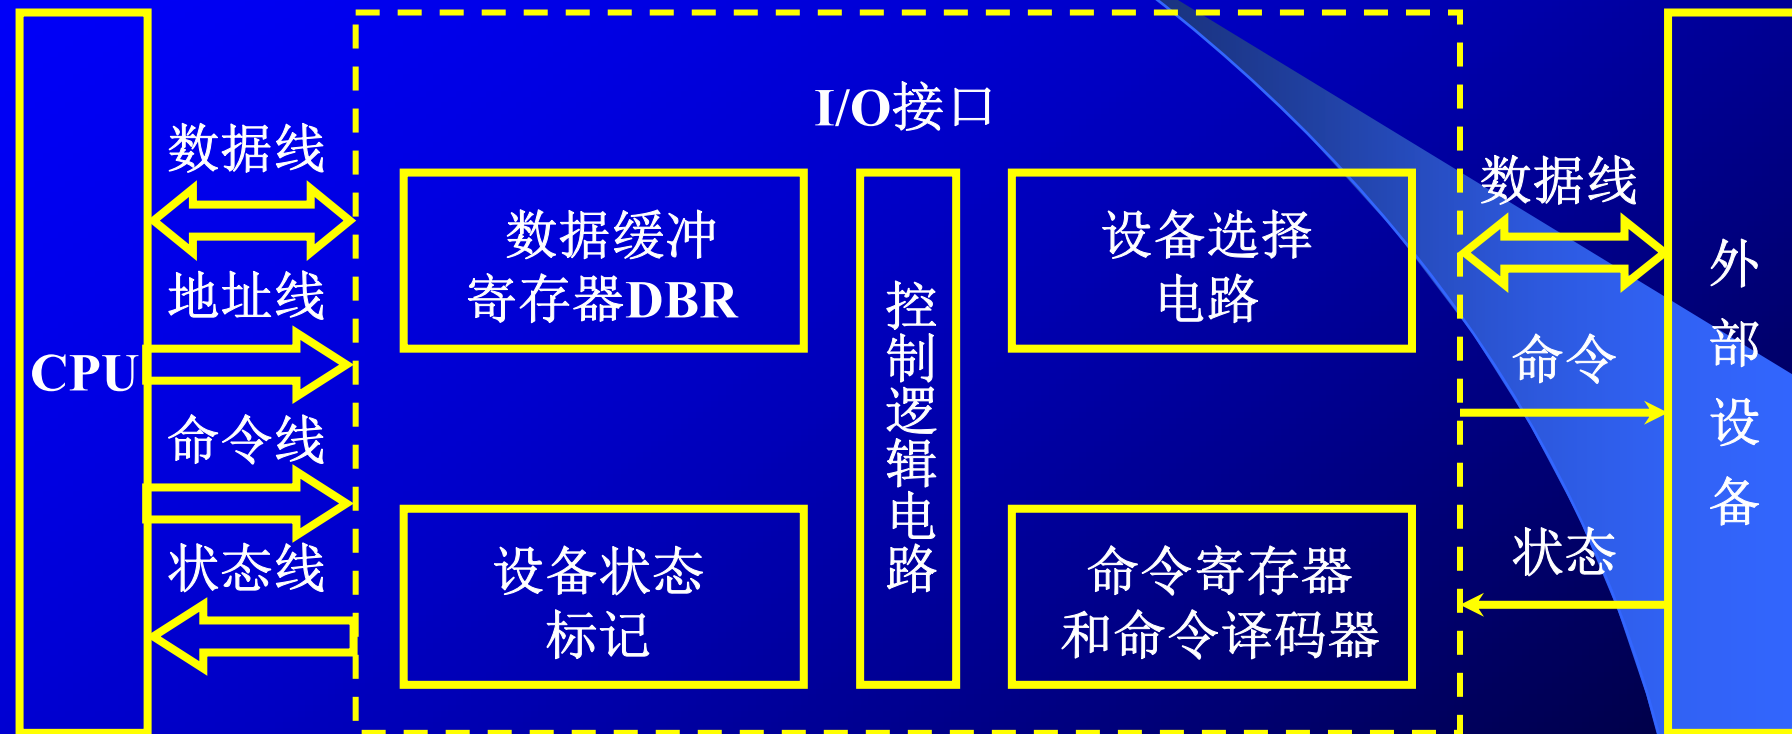 I/O接口
CPU
数据线
地址线
命令线
状态线
数据缓冲
寄存器DBR
设备状态
标记
控制逻辑电路
设备选择
电路
命令寄存器
和命令译码器
数据线
命令
状态
外部设备